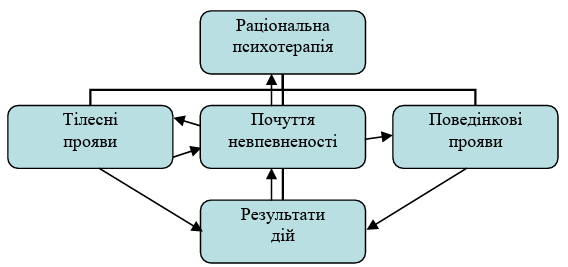 Раціональна
психотерапія
Тілесні
прояви
Почуття
невпевненості
Поведінкові
прояви
Результати
дій